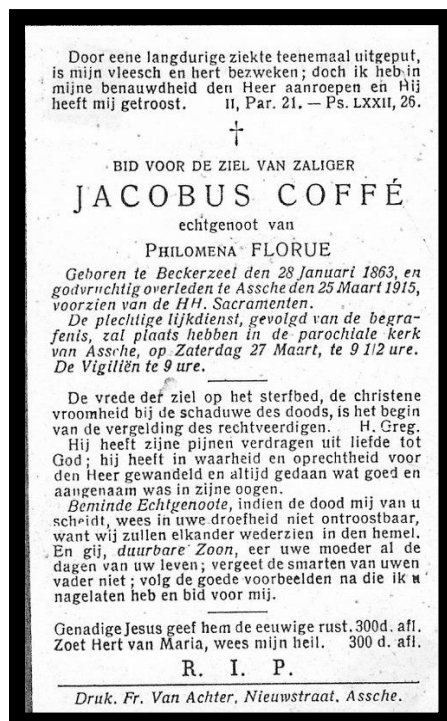 Door eene langdurige ziekte teenemaal uitgeput,
is mijn vleesch en hert bezweken; doch ik heb in
mijne benauwdheid den Heer aanroepen en Hij
heeft mij getroost. II, Par. 21. — Ps. LXXII, 26.
†
BID VOOR DE ZIEL VAN ZALIGER
JACOBUS COFFÉ
echtgenoot van
PHILOMENA FLORUE
Geboren te Beckerzeel den 28 Januari 1863, en
godvruchtig overleden te Assche den 25 Maart 1915,
voorzien van de HH. Sacramenten.
De plechtige lijkdienst, gevolgd van de begra-
fenis, zal plaats hebben in de parochiale kerk
van Assche, op Zaterdag 27 Maart, te 9 1/2 ure.
De Vigiliën te 9 ure.
De vrede der ziel op het sterfbed, de christene
vroomheid bij de schaduwe des doods, is het begin
van de vergelding des rechtveerdigen. H. Greg.
Hij heeft zijne pijnen verdragen uit liefde tot
God; hij heeft in waarheid en oprechtheid voor
den Heer gewandeld en altijd gedaan wat goed en
aangenaam was in zijne oogen.
Beminde Echtgenoote, indien de dood mij van u
scheidt, wees in uwe droefheid niet ontroostbaar,
want wij zullen elkander wederzien in den hemel.
En gij, duurbare Zoon, eer uwe moeder al de
dagen van uw leven; vergeet de smarten van uwen
vader niet; volg de goede voorbeelden na die ik u
nagelaten heb en bid voor mij.
Genadige Jesus geef hem de eeuwige rust. 300d. afl.
Zoet Hert van Maria, wees mijn heil. 300 d. afl.
R. I. P.
Druk. Fr. Van Achter, Nieuwstraat, Assche.